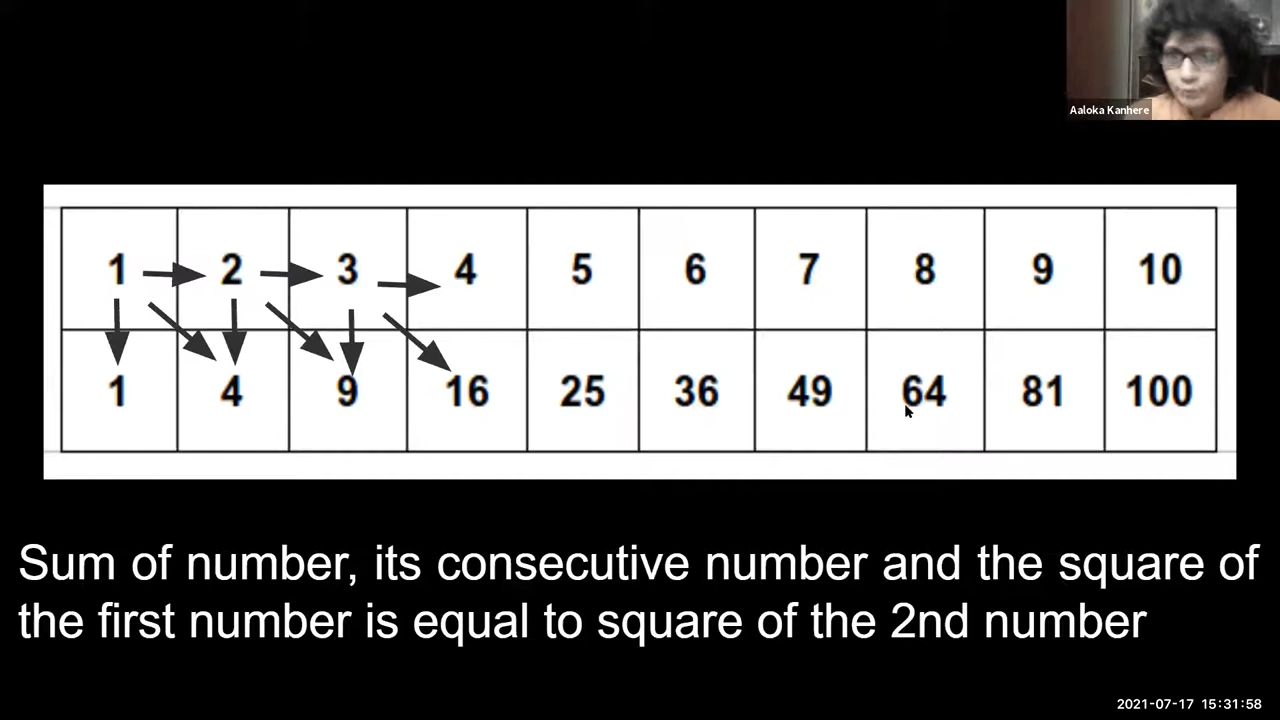 Aaloka Kanhere
1 2 3 4 5 6 7 8 9 10
1 4 9 16 25 36 49 64 81 100
Sum of number, its consecutive number and the square of
the first number is equal to square of the 2nd number
2021-07-17 15:31:58